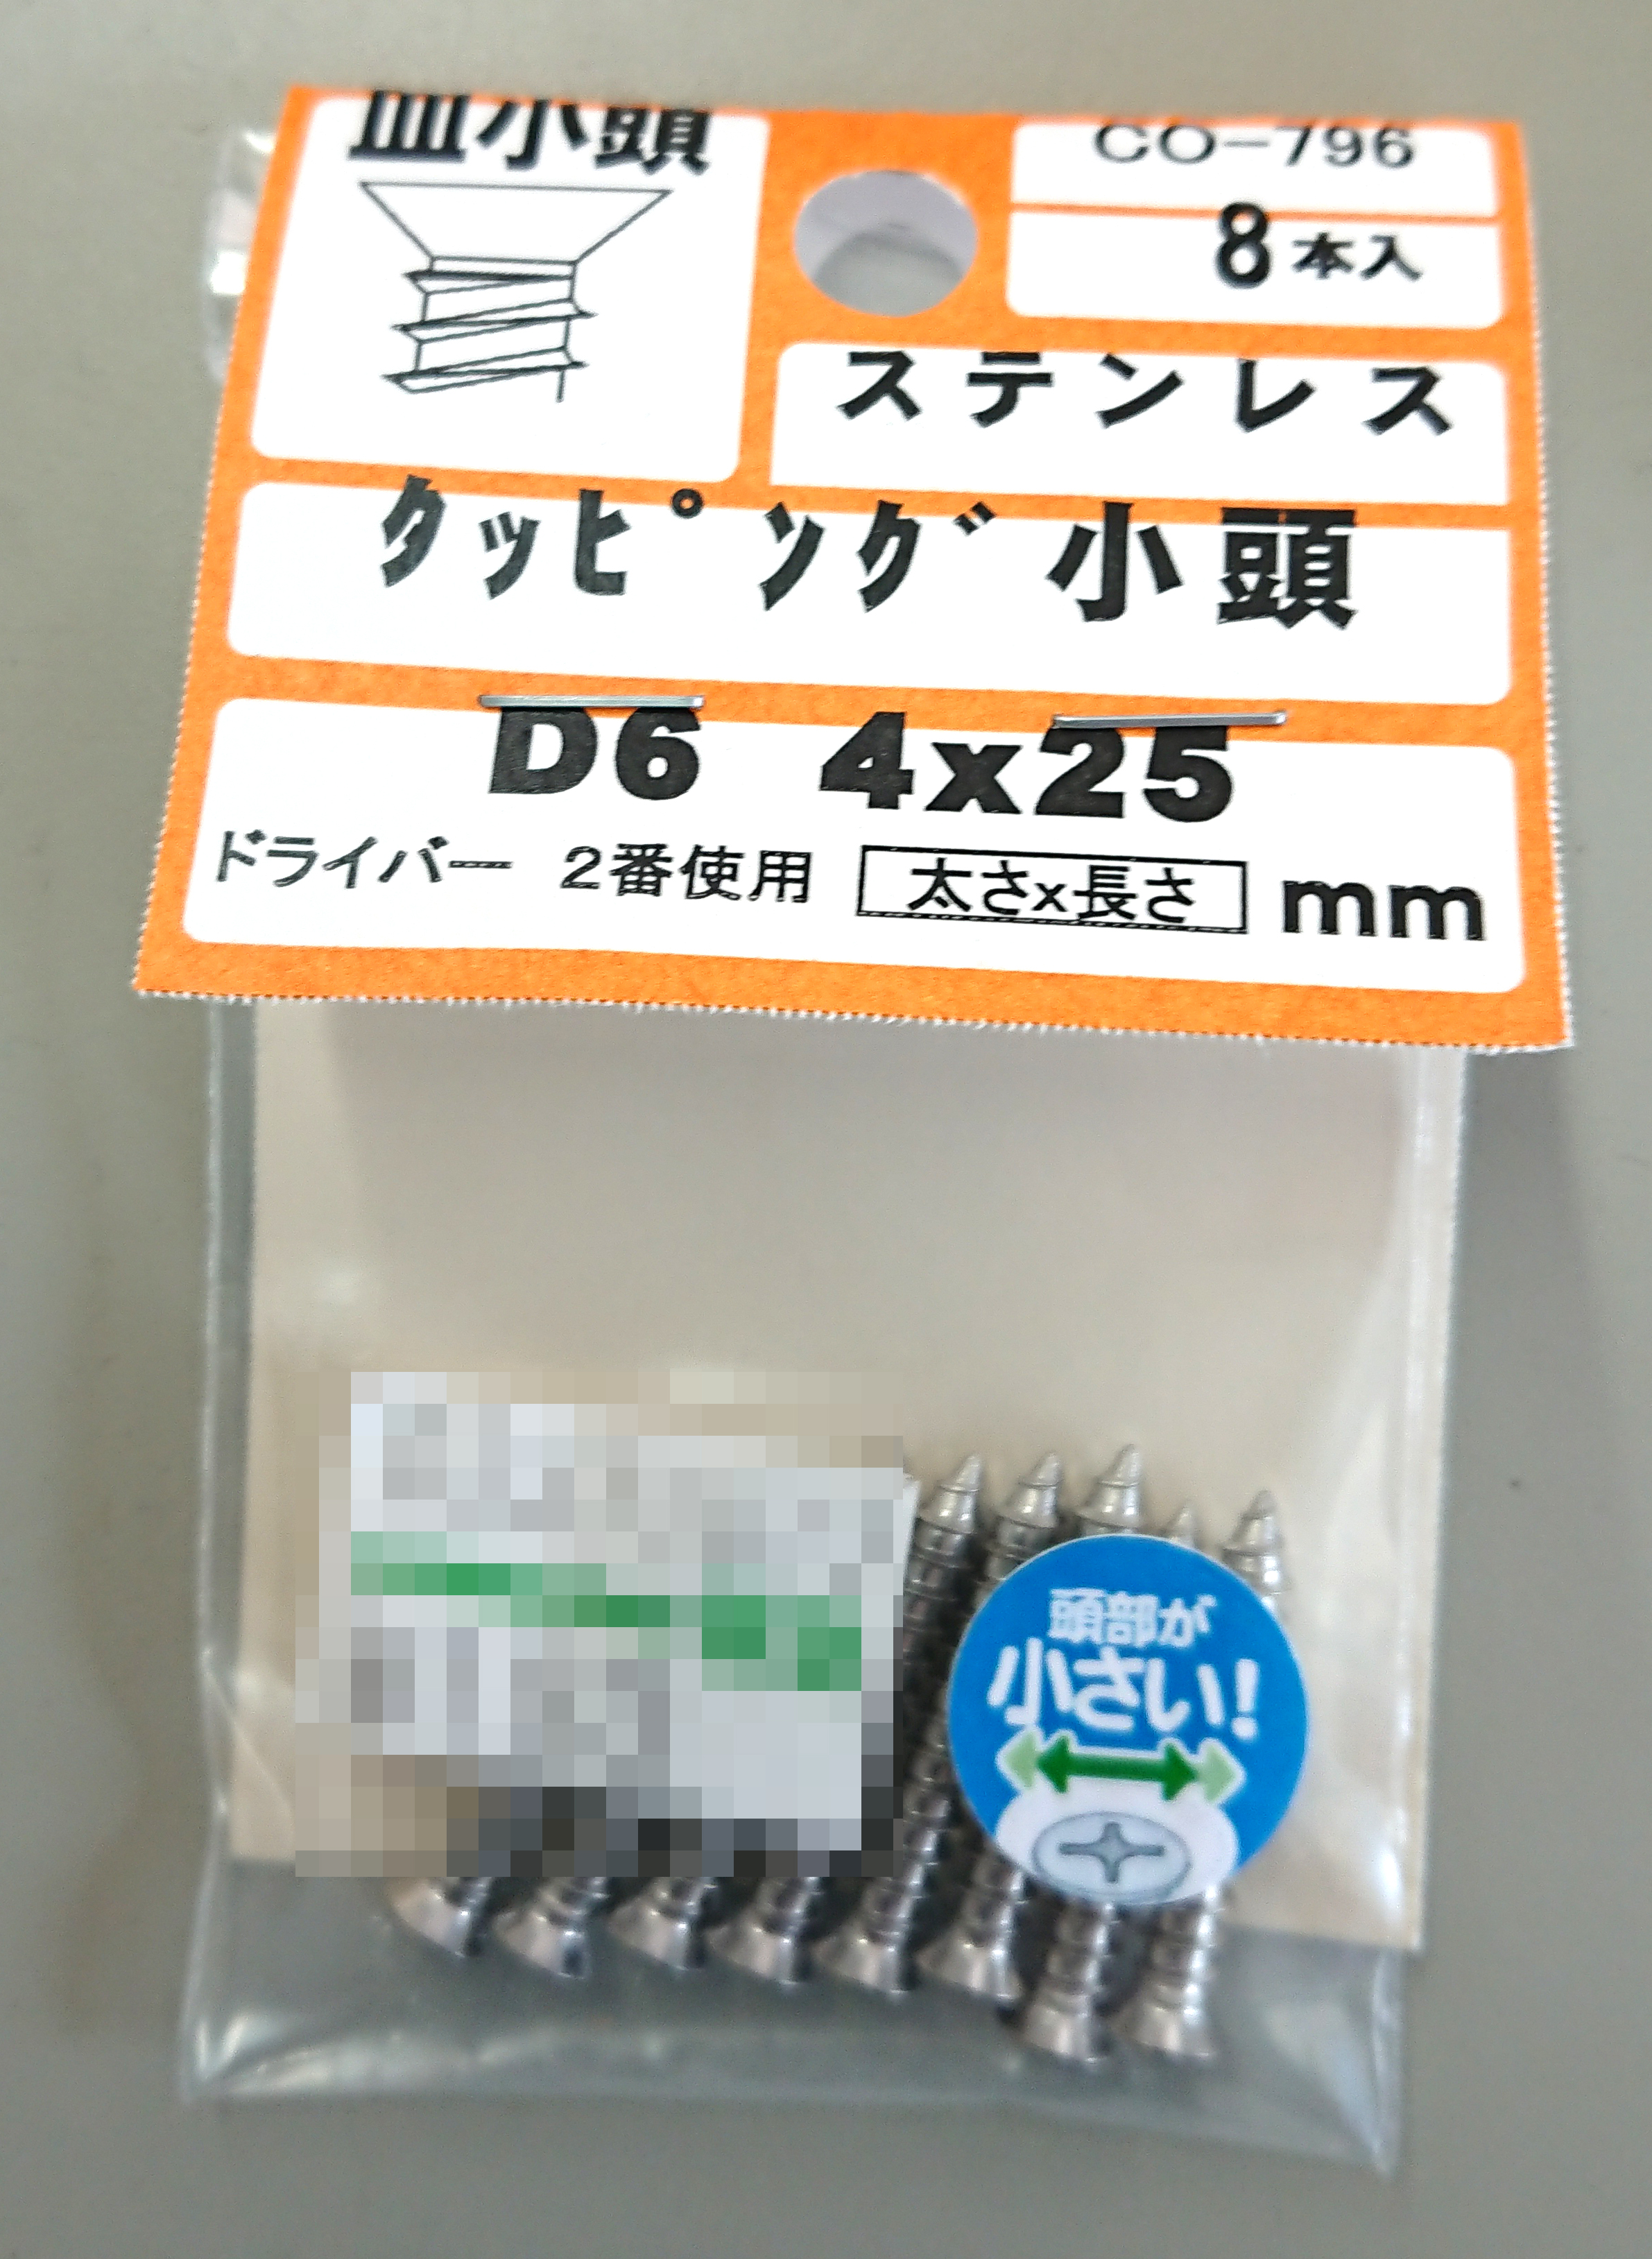 皿小頭
CO-796
8本入
ステンレス
ﾀｯﾋﾟﾝｸﾞ小頭
D6 4x25
ドライバー 2番使用 太さx長さ mm
頭部が
小さい!